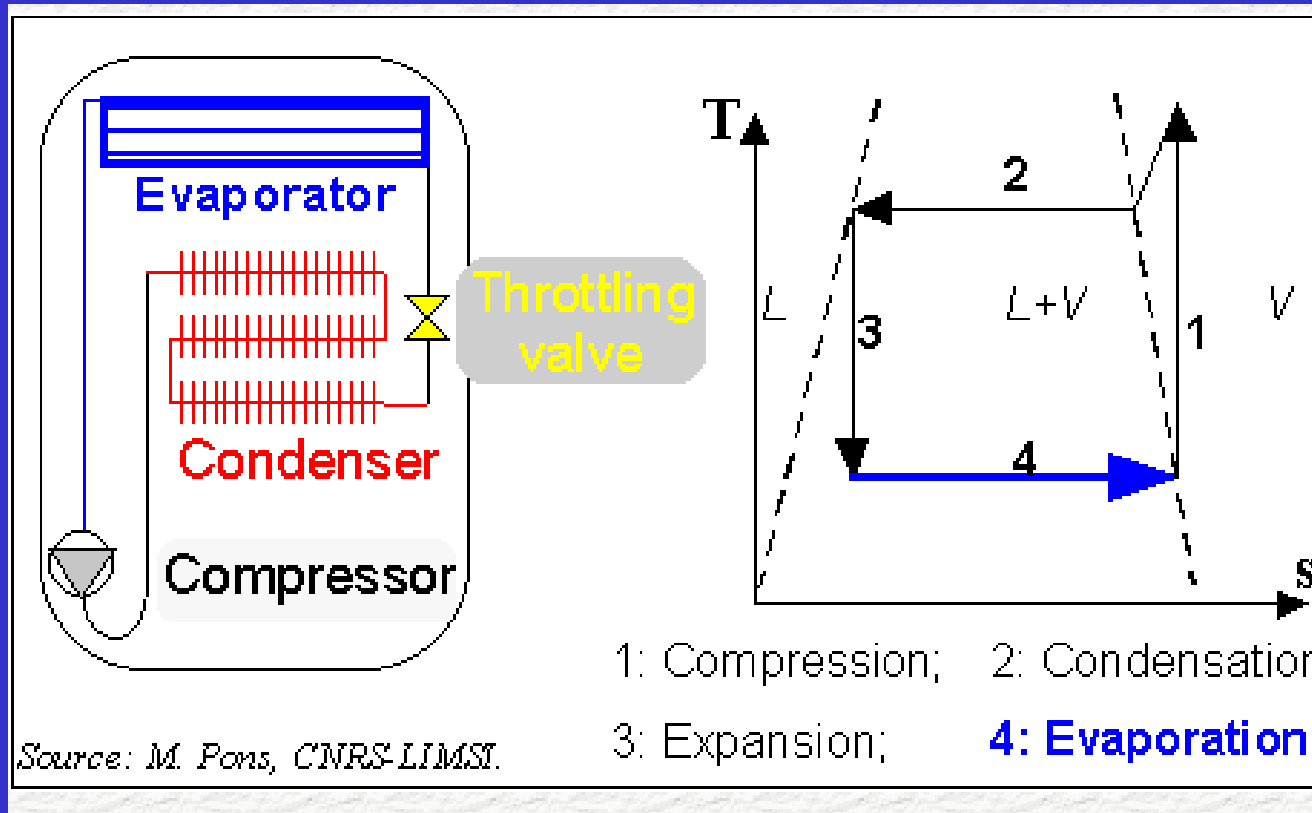 Evaporator
Throttling
valve
Condenser
Compressor
Source: M. Pons, CNRS-LIMSI.
T
2
L
3
L+V
1
V
4
s
1: Compression; 2: Condensation
3: Expansion; 4: Evaporation